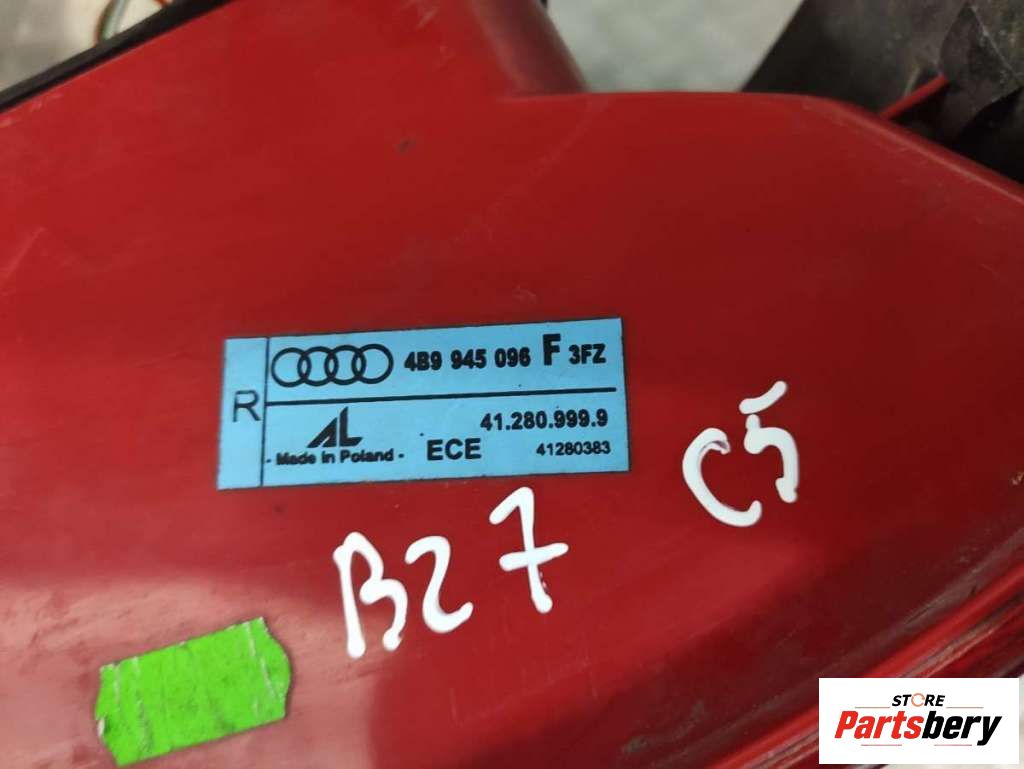 R
4B9 945 096 F 3FZ
41.280.999.9
AL
- Made in Poland - ECE 41280383
C5
B27
STORE
Partsbery